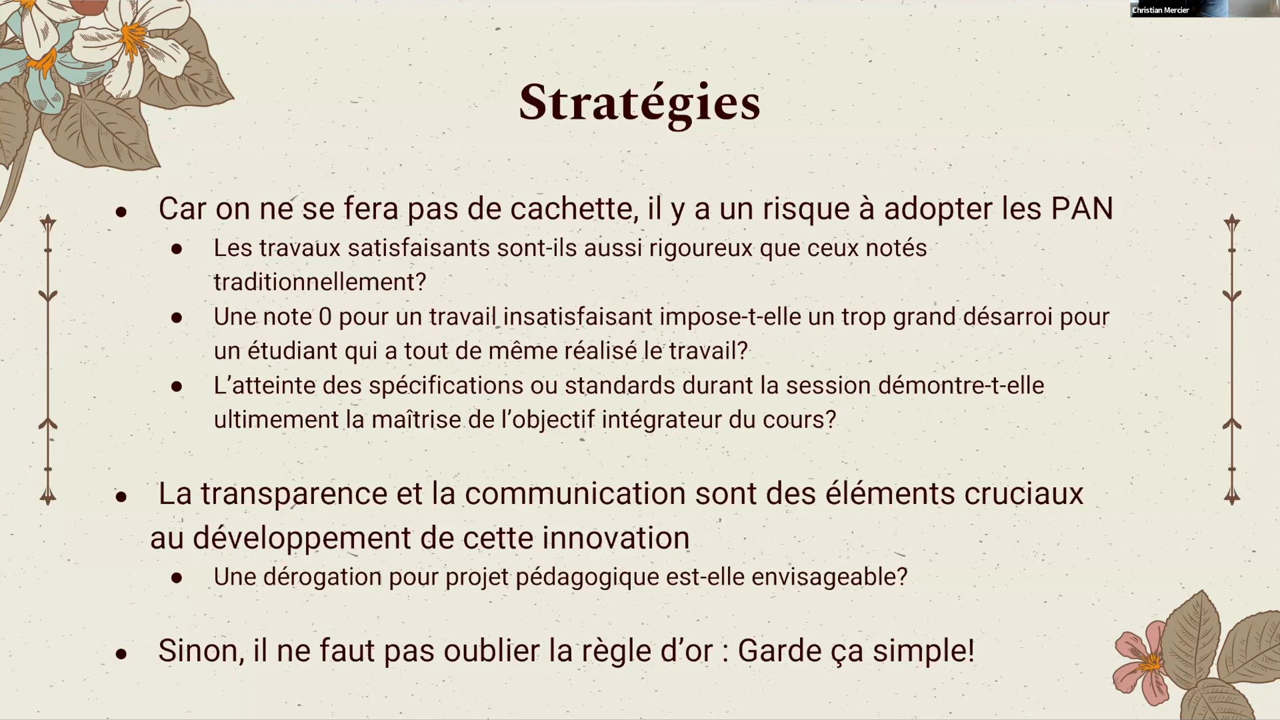 Christian Mercier
Stratégies
● Car on ne se fera pas de cachette, il y a un risque à adopter les PAN
● Les travaux satisfaisants sont-ils aussi rigoureux que ceux notés
traditionnellement?
● Une note 0 pour un travail insatisfaisant impose-t-elle un trop grand désarroi pour
un étudiant qui a tout de même réalisé le travail?
● L’atteinte des spécifications ou standards durant la session démontre-t-elle
ultimement la maîtrise de l’objectif intégrateur du cours?
● La transparence et la communication sont des éléments cruciaux
au développement de cette innovation
● Une dérogation pour projet pédagogique est-elle envisageable?
● Sinon, il ne faut pas oublier la règle d’or : Garde ça simple!